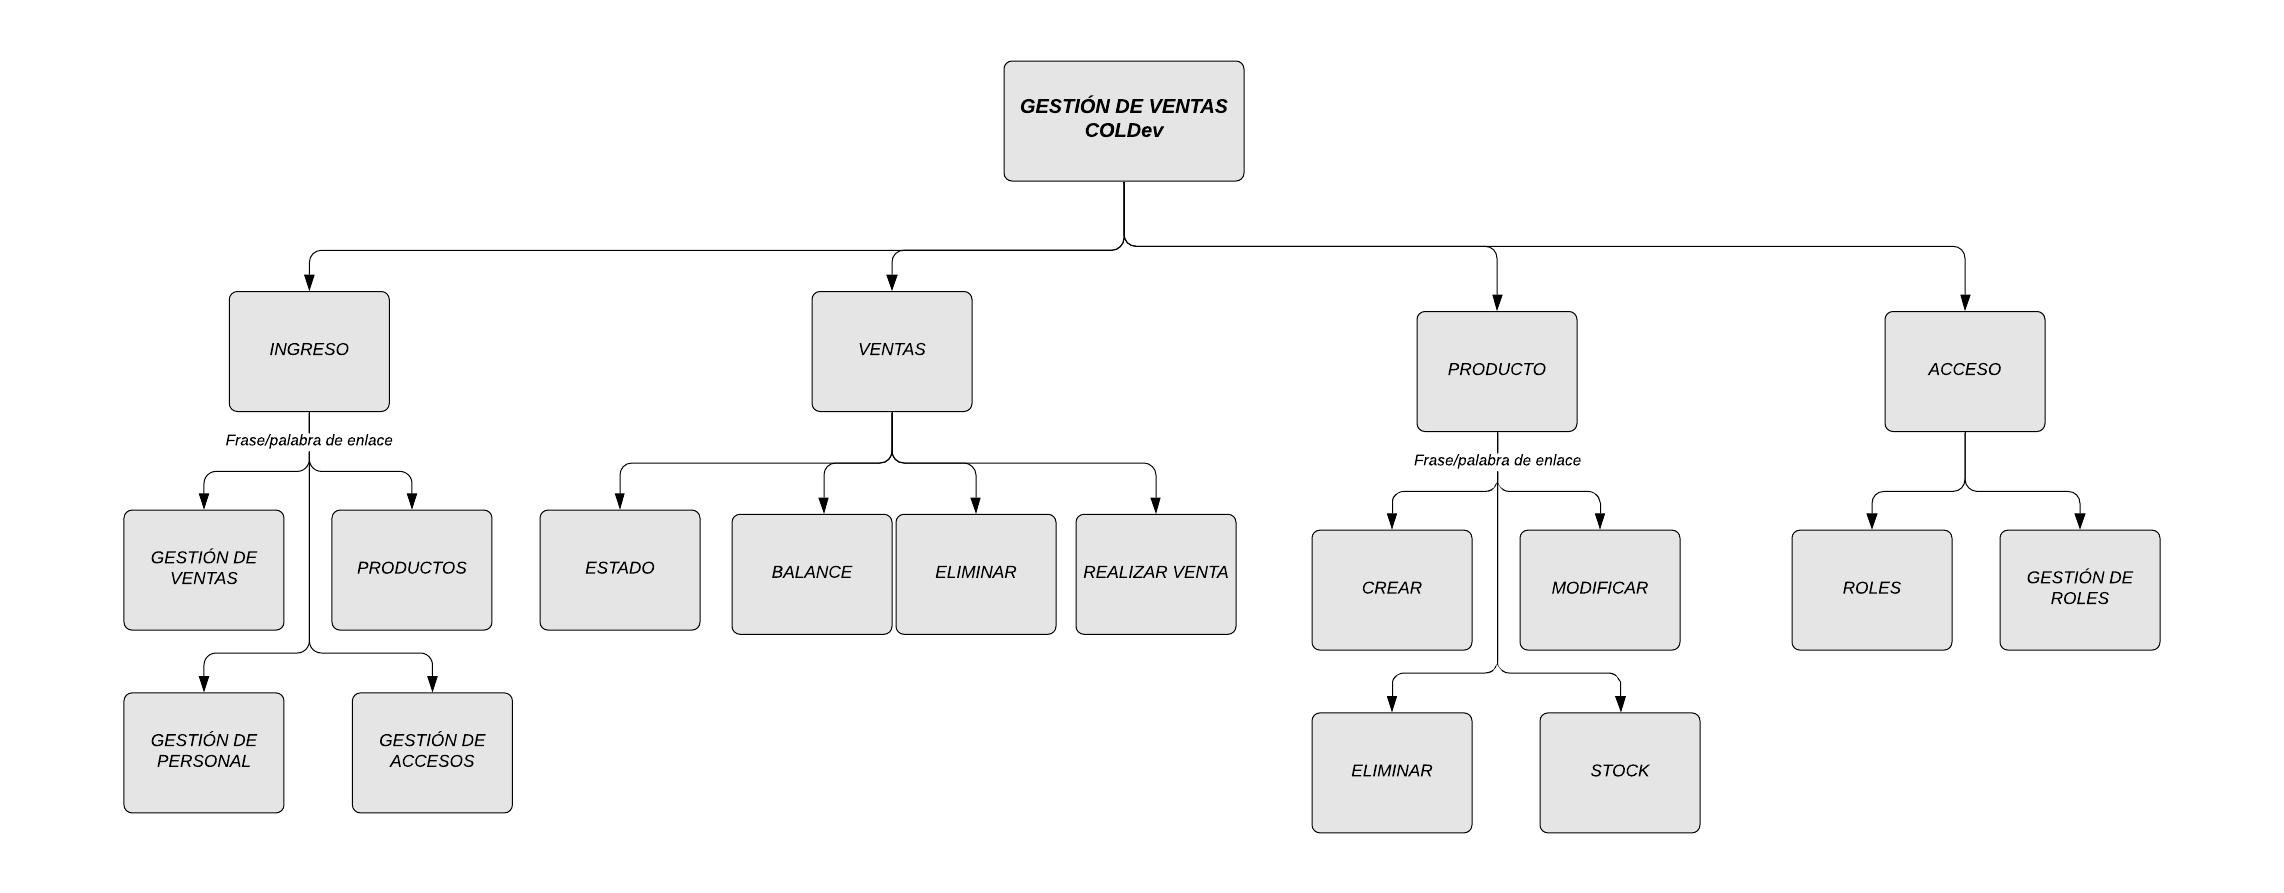 GESTIÓN DE VENTAS
COLDev
INGRESO
VENTAS
PRODUCTO
ACCESO
Frase/palabra de enlace
Frase/palabra de enlace
GESTIÓN DE
VENTAS
PRODUCTOS
ESTADO
BALANCE
ELIMINAR
REALIZAR VENTA
CREAR
MODIFICAR
ROLES
GESTIÓN DE
ROLES
GESTIÓN DE
PERSONAL
GESTIÓN DE
ACCESOS
ELIMINAR
STOCK